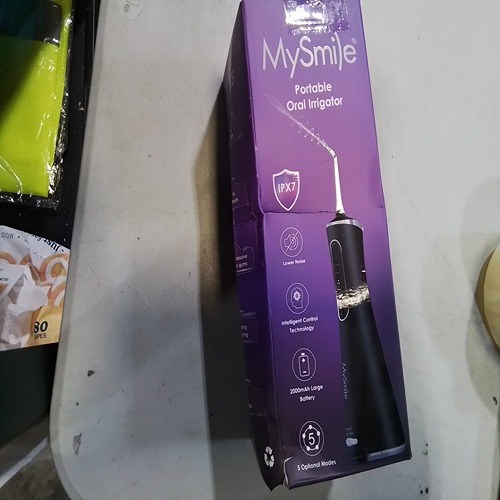 MySmile
Portable
Oral Irrigator
IPX7
Lower Noise
Intelligent Control
Technology
2000mAh Large
Battery
5
5 Optional Modes
MySmile
80
WIPES